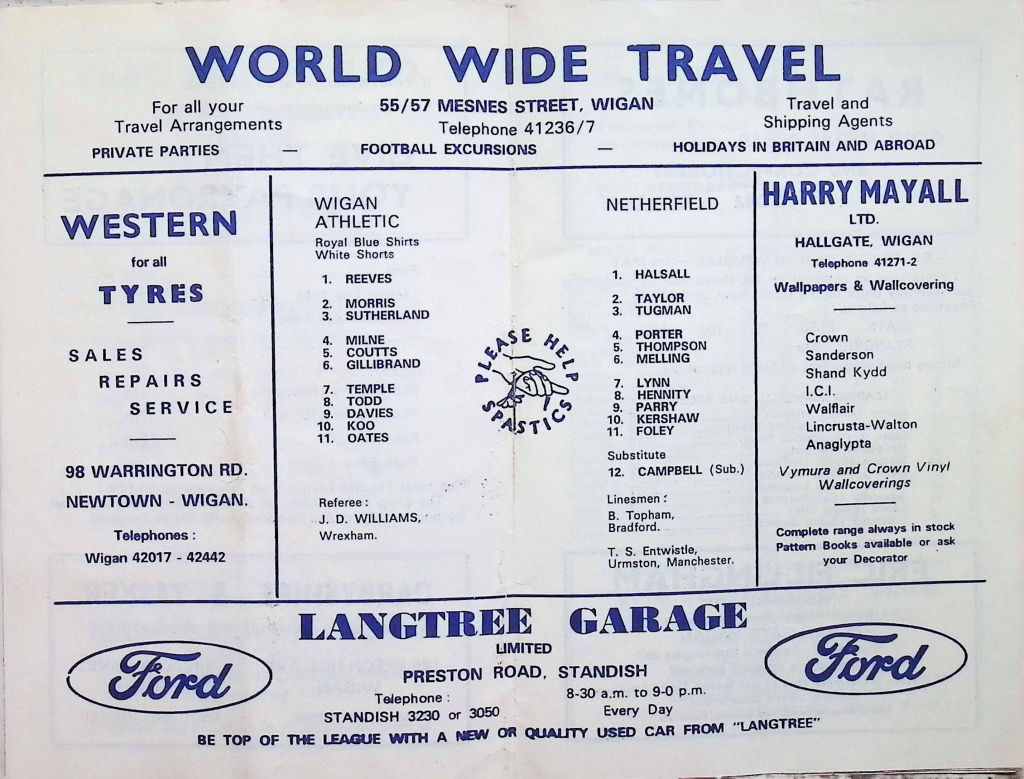 WORLD WIDE TRAVEL
For all your
Travel Arrangements
55/57 MESNES STREET, WIGAN
Telephone 41236/7
Travel and
Shipping Agents
PRIVATE PARTIES — FOOTBALL EXCURSIONS — HOLIDAYS IN BRITAIN AND ABROAD
WESTERN
for all
TYRES
SALES
REPAIRS
SERVICE
98 WARRINGTON RD.
NEWTOWN - WIGAN.
Telephones :
Wigan 42017 - 42442
WIGAN
ATHLETIC
Royal Blue Shirts
White Shorts
1. REEVES
2. MORRIS
3. SUTHERLAND
4. MILNE
5. COUTTS
6. GILLIBRAND
7. TEMPLE
8. TODD
9. DAVIES
10. KOO
11. OATES
Referee :
J. D. WILLIAMS,
Wrexham.
PLEASE HELP
SPASTICS
NETHERFIELD
1. HALSALL
2. TAYLOR
3. TUGMAN
4. PORTER
5. THOMPSON
6. MELLING
7. LYNN
8. HENNITY
9. PARRY
10. KERSHAW
11. FOLEY
Substitute
12. CAMPBELL (Sub.)
Linesmen :
B. Topham,
Bradford.
T. S. Entwistle,
Urmston, Manchester.
HARRY MAYALL
LTD.
HALLGATE, WIGAN
Telephone 41271-2
Wallpapers & Wallcovering
Crown
Sanderson
Shand Kydd
I.C.I.
Walflair
Lincrusta-Walton
Anaglypta
Vymura and Crown Vinyl
Wallcoverings
Complete range always in stock
Pattern Books available or ask
your Decorator
Ford
LANGTREE GARAGE
LIMITED
PRESTON ROAD, STANDISH
Telephone :
STANDISH 3230 or 3050
8-30 a.m. to 9-0 p.m.
Every Day
Ford
BE TOP OF THE LEAGUE WITH A NEW OR QUALITY USED CAR FROM "LANGTREE"